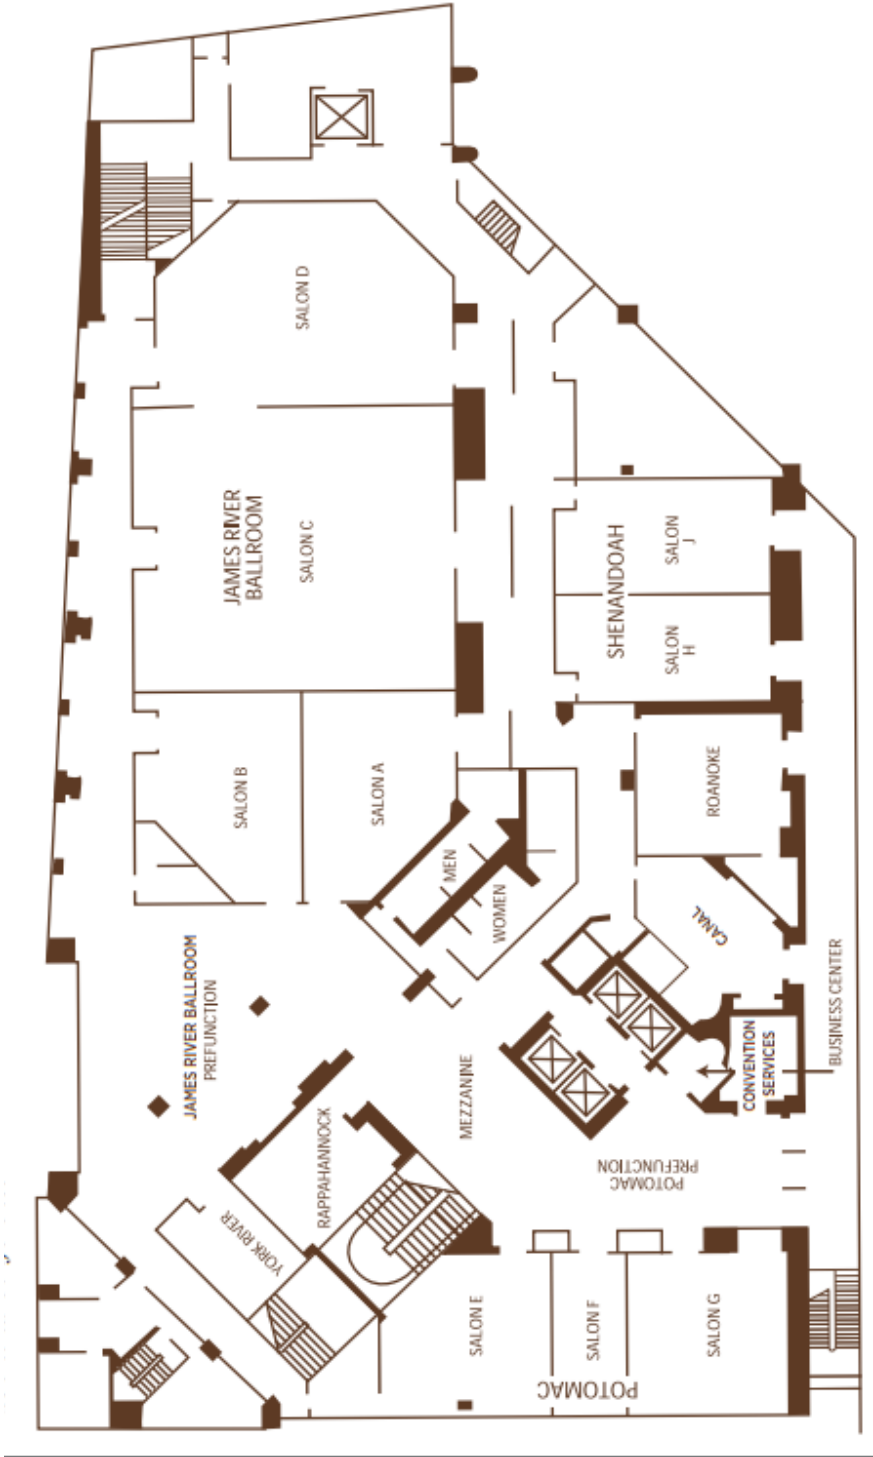 SALON D
JAMES RIVER
BALLROOM
SALON C
SHENANDOAH
SALON
J
SALON
H
SALON B
SALON A
ROANOKE
MEN
WOMEN
CANAL
JAMES RIVER BALLROOM
PREFUNCTION
BUSINESS CENTER
CONVENTION
SERVICES
MEZZANINE
RAPPAHANNOCK
YORK RIVER
POTOMAC
PREFUNCTION
SALON E
SALON F
SALON G
POTOMAC